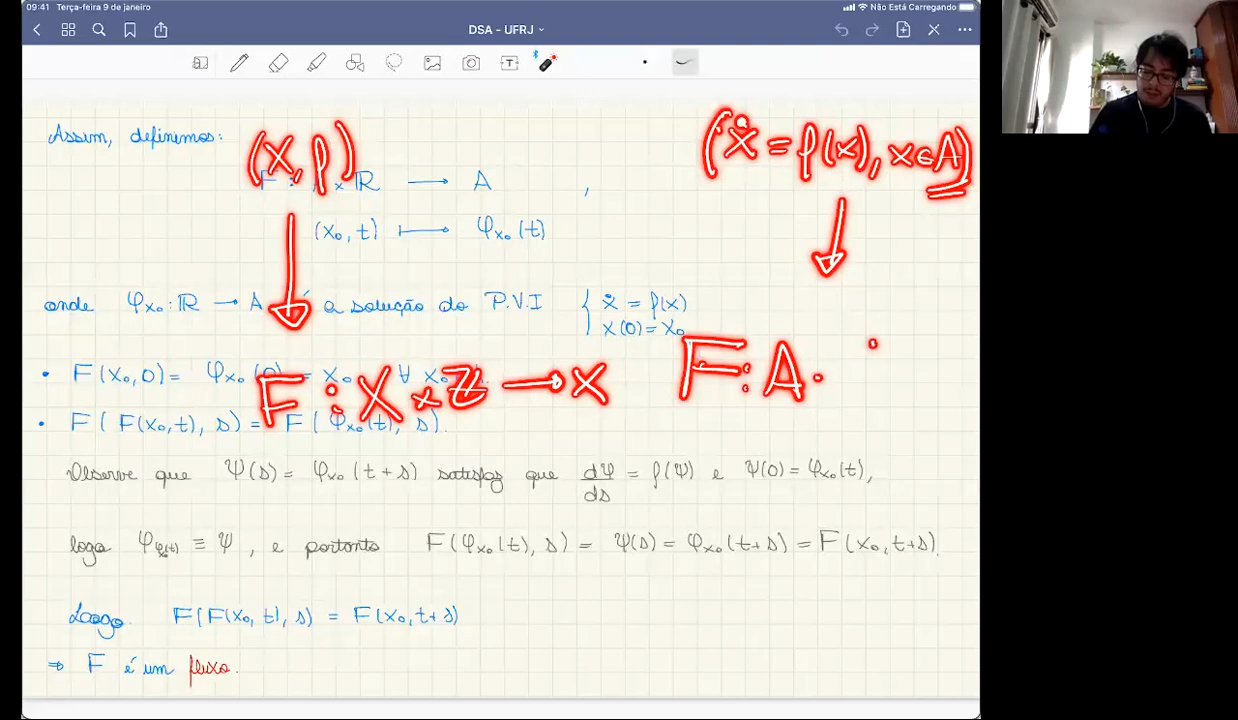 09:41 Terça-feira 9 de janeiro Não Está Carregando
DSA - UFRJ
Assim, definimos:
(X, f)
(ẋ = f(x), x∈A)
F: × ℝ ⟶ A ,
(x₀, t) ⟼ φₓ₀(t)
onde φₓ₀: ℝ → A é a solução do P.V.I { ẋ = f(x)
x(0) = x₀
• F(x₀, 0) = φₓ₀(0) = x₀ ∀ x₀
F: X × ℤ ⟶ X
F: A
• F( F(x₀, t), s) = F( φₓ₀(t), s).
Observe que Ψ(s) = φₓ₀(t+s) satisfaz que dΨ/ds = f(Ψ) e Ψ(0) = φₓ₀(t),
logo φ_φₓ₀(t) ≡ Ψ, e portanto F(φₓ₀(t), s) = Ψ(s) = φₓ₀(t+s) = F(x₀, t+s).
Logo F(F(x₀, t), s) = F(x₀, t+s)
⇒ F é um fluxo.